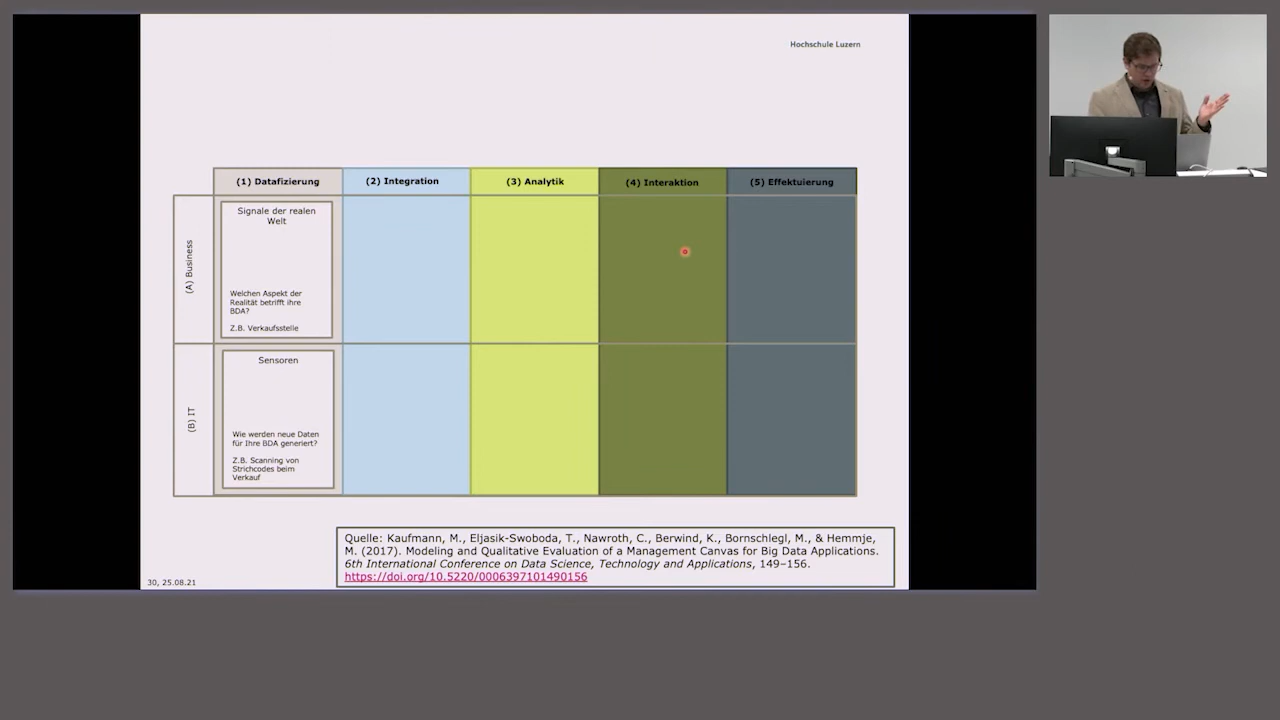 Hochschule Luzern
(1) Datafizierung
(2) Integration
(3) Analytik
(4) Interaktion
(5) Effektuierung
(A) Business
Signale der realen
Welt
Welchen Aspekt der
Realität betrifft ihre
BDA?
Z.B. Verkaufsstelle
(B) IT
Sensoren
Wie werden neue Daten
für Ihre BDA generiert?
Z.B. Scanning von
Strichcodes beim
Verkauf
Quelle: Kaufmann, M., Eljasik-Swoboda, T., Nawroth, C., Berwind, K., Bornschlegl, M., & Hemmje,
M. (2017). Modeling and Qualitative Evaluation of a Management Canvas for Big Data Applications.
6th International Conference on Data Science, Technology and Applications, 149–156.
https://doi.org/10.5220/0006397101490156
30, 25.08.21